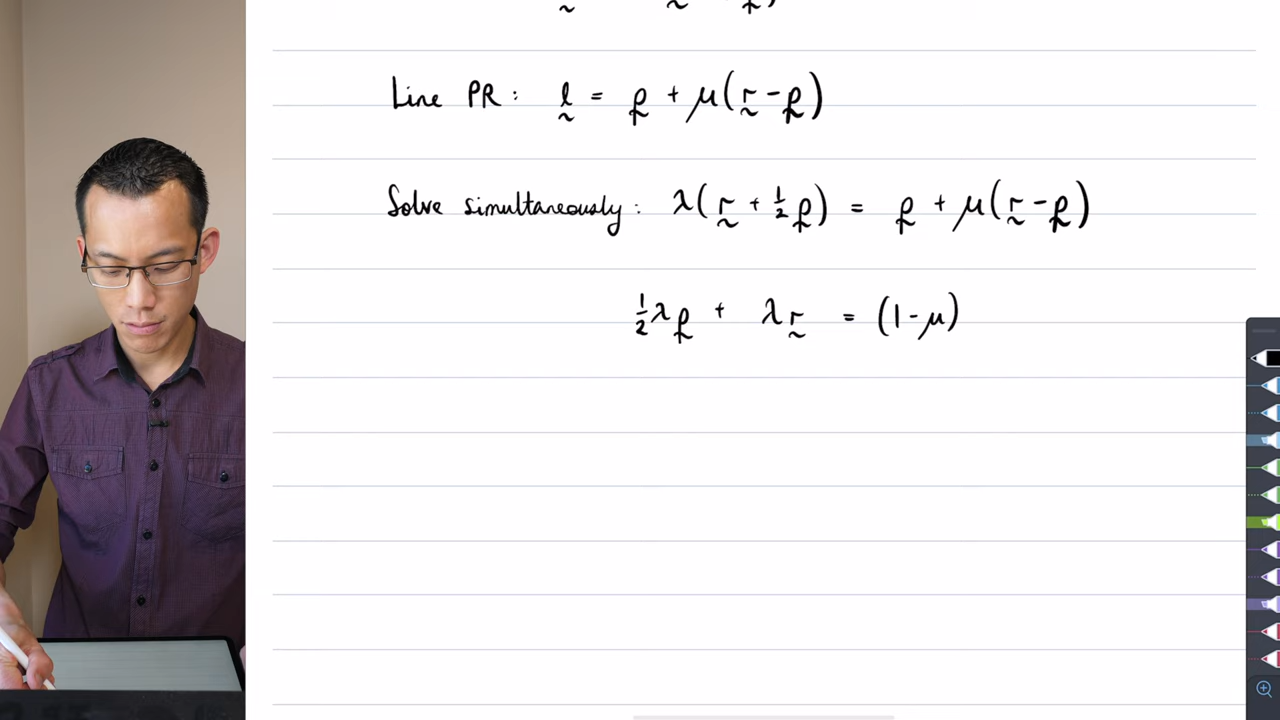 Line PR: l = p + μ(r - p)
Solve simultaneously: λ(r + ½p) = p + μ(r - p)
½λp + λr = (1 - μ)